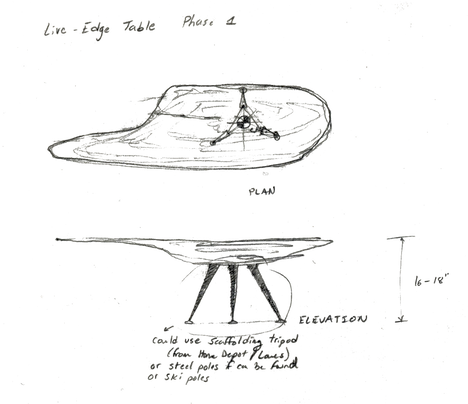 Live-Edge Table Phase 1
PLAN
16-18"
ELEVATION
could use scaffolding tripod
(from Home Depot / Lowes)
or steel poles if can be found
or ski poles